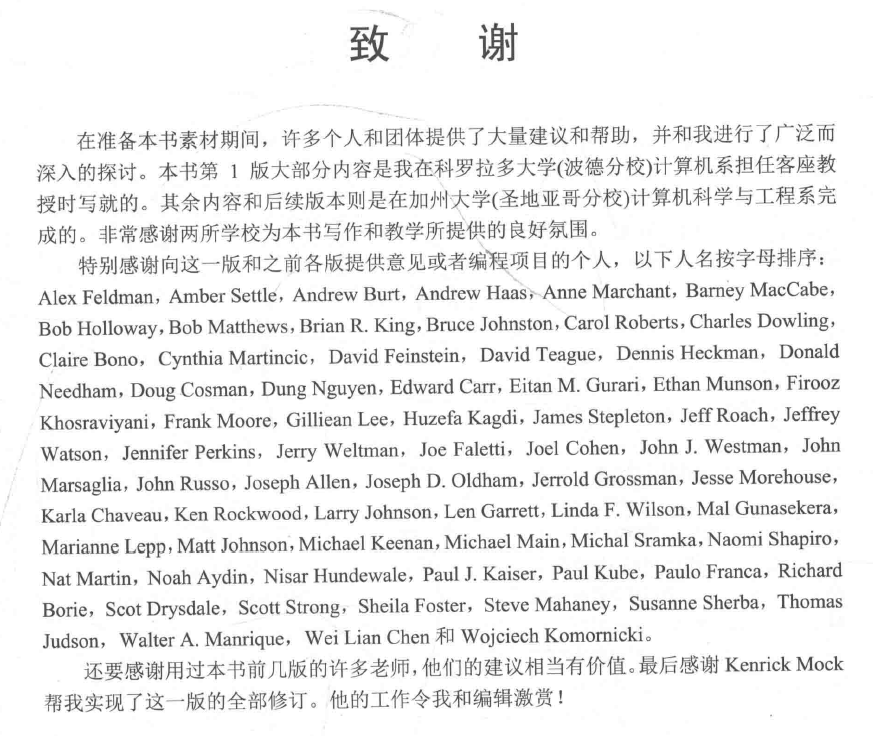 致 谢
在准备本书素材期间，许多个人和团体提供了大量建议和帮助，并和我进行了广泛而
深入的探讨。本书第 1 版大部分内容是我在科罗拉多大学(波德分校)计算机系担任客座教
授时写就的。其余内容和后续版本则是在加州大学(圣地亚哥分校)计算机科学与工程系完
成的。非常感谢两所学校为本书写作和教学所提供的良好氛围。
特别感谢向这一版和之前各版提供意见或者编程项目的个人，以下人名按字母排序：
Alex Feldman，Amber Settle，Andrew Burt，Andrew Haas，Anne Marchant，Barney MacCabe，
Bob Holloway，Bob Matthews，Brian R. King，Bruce Johnston，Carol Roberts，Charles Dowling，
Claire Bono，Cynthia Martincic，David Feinstein，David Teague，Dennis Heckman，Donald
Needham，Doug Cosman，Dung Nguyen，Edward Carr，Eitan M. Gurari，Ethan Munson，Firooz
Khosraviyani，Frank Moore，Gilliean Lee，Huzefa Kagdi，James Stepleton，Jeff Roach，Jeffrey
Watson，Jennifer Perkins，Jerry Weltman，Joe Faletti，Joel Cohen，John J. Westman，John
Marsaglia，John Russo，Joseph Allen，Joseph D. Oldham，Jerrold Grossman，Jesse Morehouse，
Karla Chaveau，Ken Rockwood，Larry Johnson，Len Garrett，Linda F. Wilson，Mal Gunasekera，
Marianne Lepp，Matt Johnson，Michael Keenan，Michael Main，Michal Sramka，Naomi Shapiro，
Nat Martin，Noah Aydin，Nisar Hundewale，Paul J. Kaiser，Paul Kube，Paulo Franca，Richard
Borie，Scot Drysdale，Scott Strong，Sheila Foster，Steve Mahaney，Susanne Sherba，Thomas
Judson，Walter A. Manrique，Wei Lian Chen 和 Wojciech Komornicki。
还要感谢用过本书前几版的许多老师，他们的建议相当有价值。最后感谢 Kenrick Mock
帮我实现了这一版的全部修订。他的工作令我和编辑激赏！